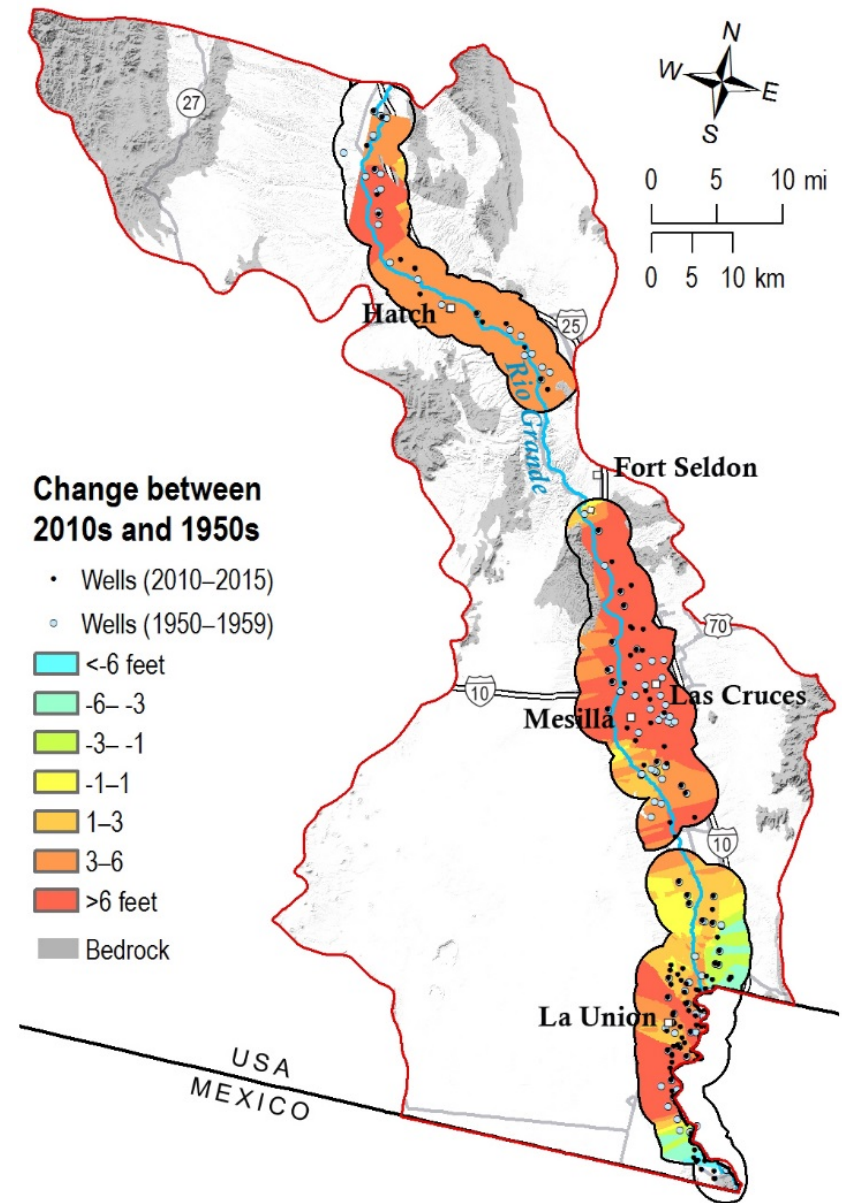 N
W
E
S
27
0 5 10 mi
0 5 10 km
Hatch
25
Rio Grande
Fort Seldon
Change between
2010s and 1950s
Wells (2010–2015)
Wells (1950–1959)
<-6 feet
-6– -3
-3– -1
-1–1
1–3
3–6
>6 feet
Bedrock
70
10
Las Cruces
Mesilla
10
La Union
USA
MEXICO